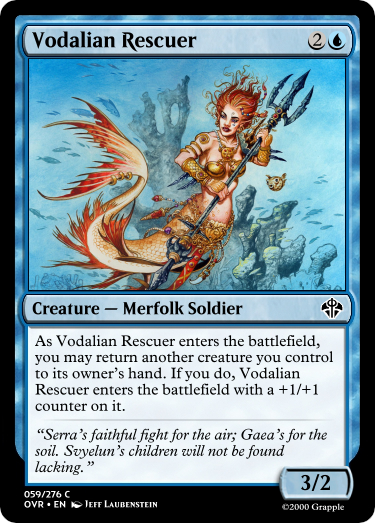 Vodalian Rescuer 2
Creature — Merfolk Soldier
As Vodalian Rescuer enters the battlefield,
you may return another creature you control
to its owner's hand. If you do, Vodalian
Rescuer enters the battlefield with a +1/+1
counter on it.
“Serra's faithful fight for the air; Gaea's for
the soil. Svyelun's children will not be found
lacking.”
3/2
059/276 C
OVR • EN Jeff Laubenstein
©2000 Grapple